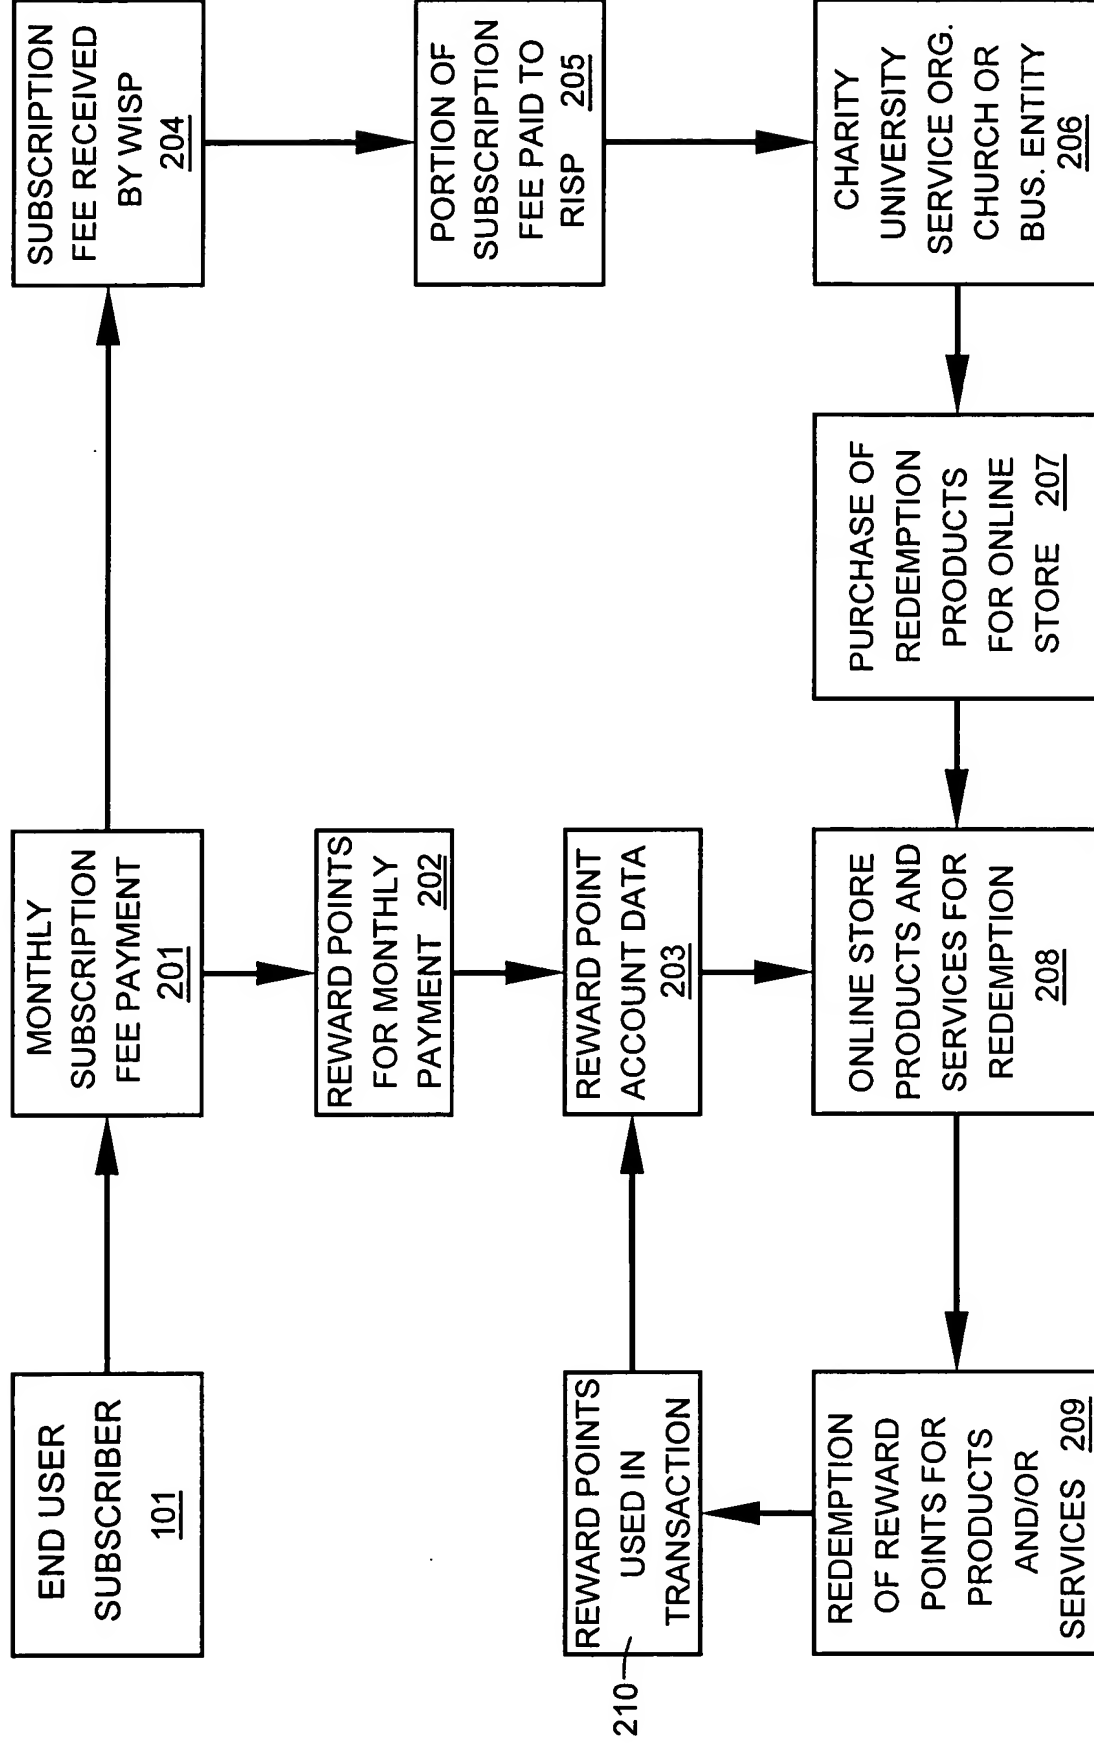 END USER
SUBSCRIBER
101
MONTHLY
SUBSCRIPTION
FEE PAYMENT
201
SUBSCRIPTION
FEE RECEIVED
BY WISP
204
REWARD POINTS
FOR MONTHLY
PAYMENT 202
PORTION OF
SUBSCRIPTION
FEE PAID TO
RISP 205
REWARD POINTS
USED IN
TRANSACTION
210
REWARD POINT
ACCOUNT DATA
203
REDEMPTION
OF REWARD
POINTS FOR
PRODUCTS
AND/OR
SERVICES 209
ONLINE STORE
PRODUCTS AND
SERVICES FOR
REDEMPTION
208
PURCHASE OF
REDEMPTION
PRODUCTS
FOR ONLINE
STORE 207
CHARITY
UNIVERSITY
SERVICE ORG.
CHURCH OR
BUS. ENTITY
206